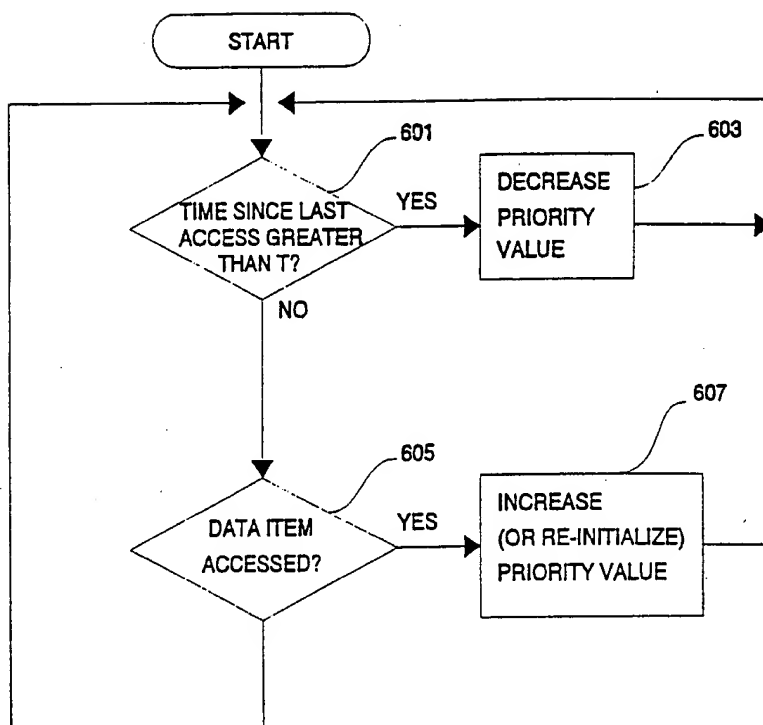 START
601
TIME SINCE LAST
ACCESS GREATER
THAN T?
YES
603
DECREASE
PRIORITY
VALUE
NO
605
DATA ITEM
ACCESSED?
YES
607
INCREASE
(OR RE-INITIALIZE)
PRIORITY VALUE